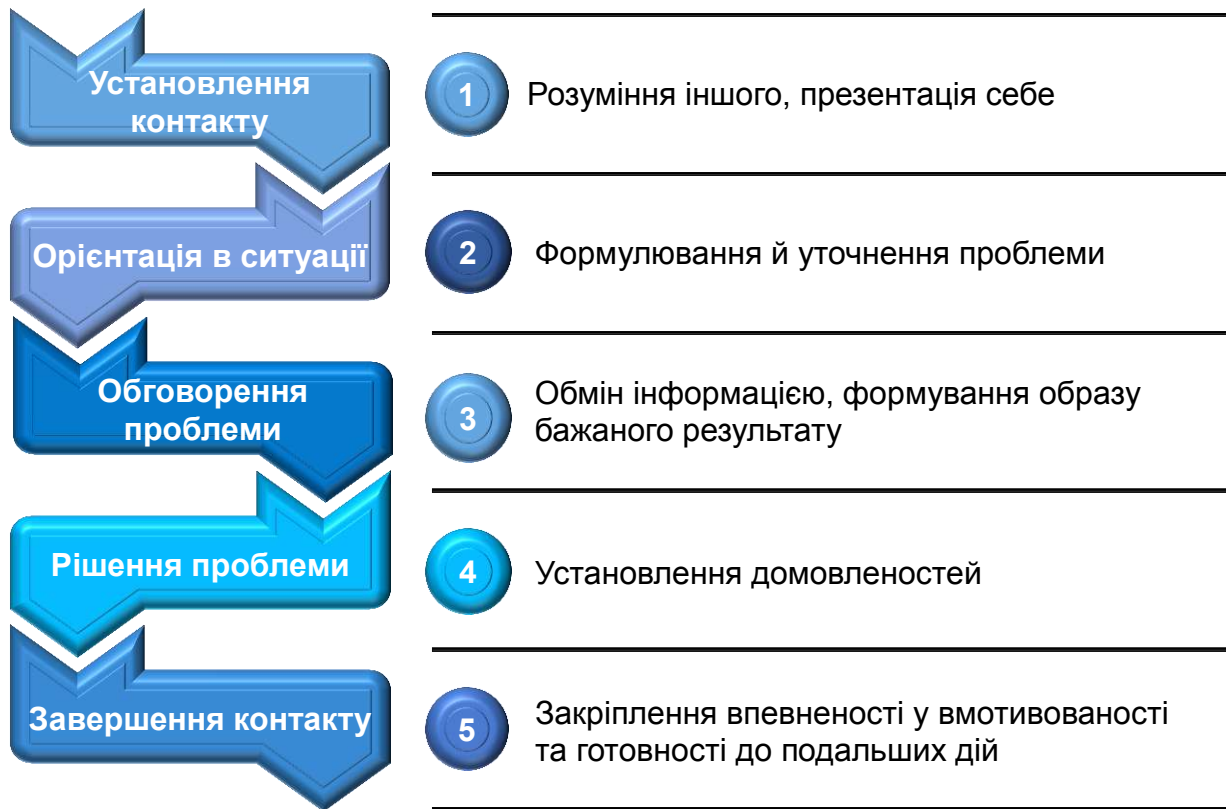 Установлення
контакту
1
Розуміння іншого, презентація себе
Орієнтація в ситуації
2
Формулювання й уточнення проблеми
Обговорення
проблеми
3
Обмін інформацією, формування образу
бажаного результату
Рішення проблеми
4
Установлення домовленостей
Завершення контакту
5
Закріплення впевненості у вмотивованості
та готовності до подальших дій